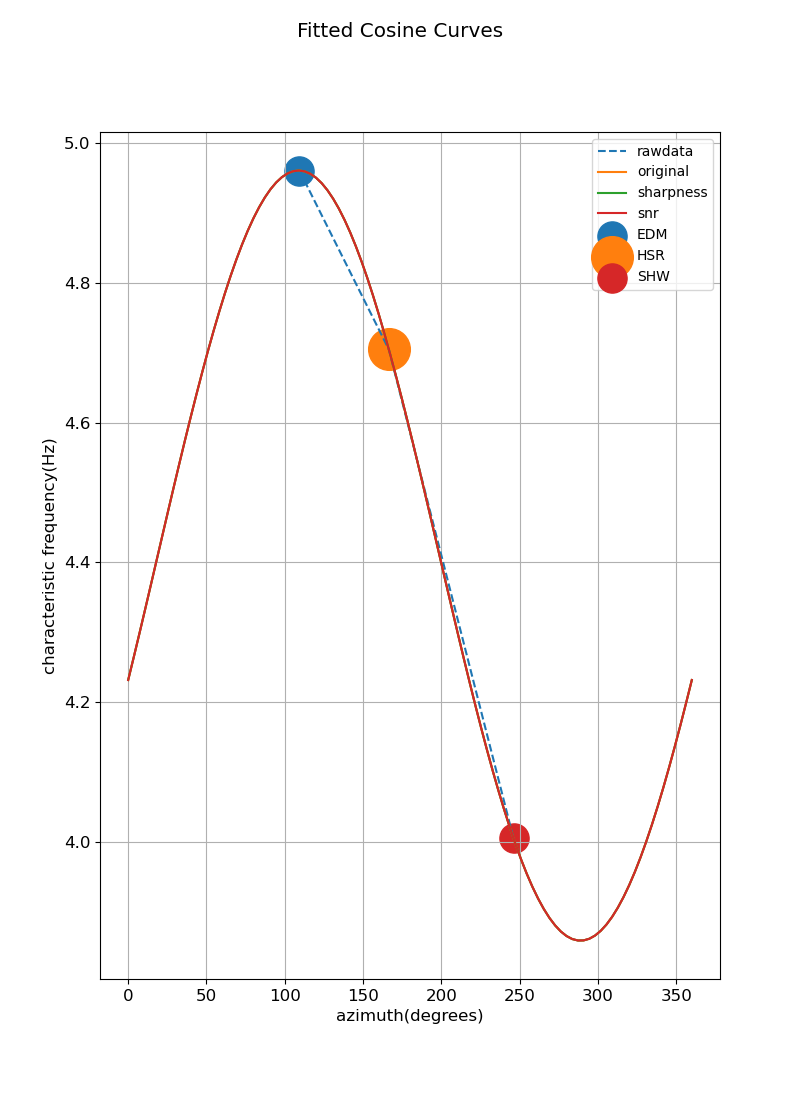 Fitted Cosine Curves
5.0
4.8
4.6
4.4
4.2
4.0
characteristic frequency(Hz)
rawdata
original
sharpness
snr
EDM
HSR
SHW
0 50 100 150 200 250 300 350
azimuth(degrees)